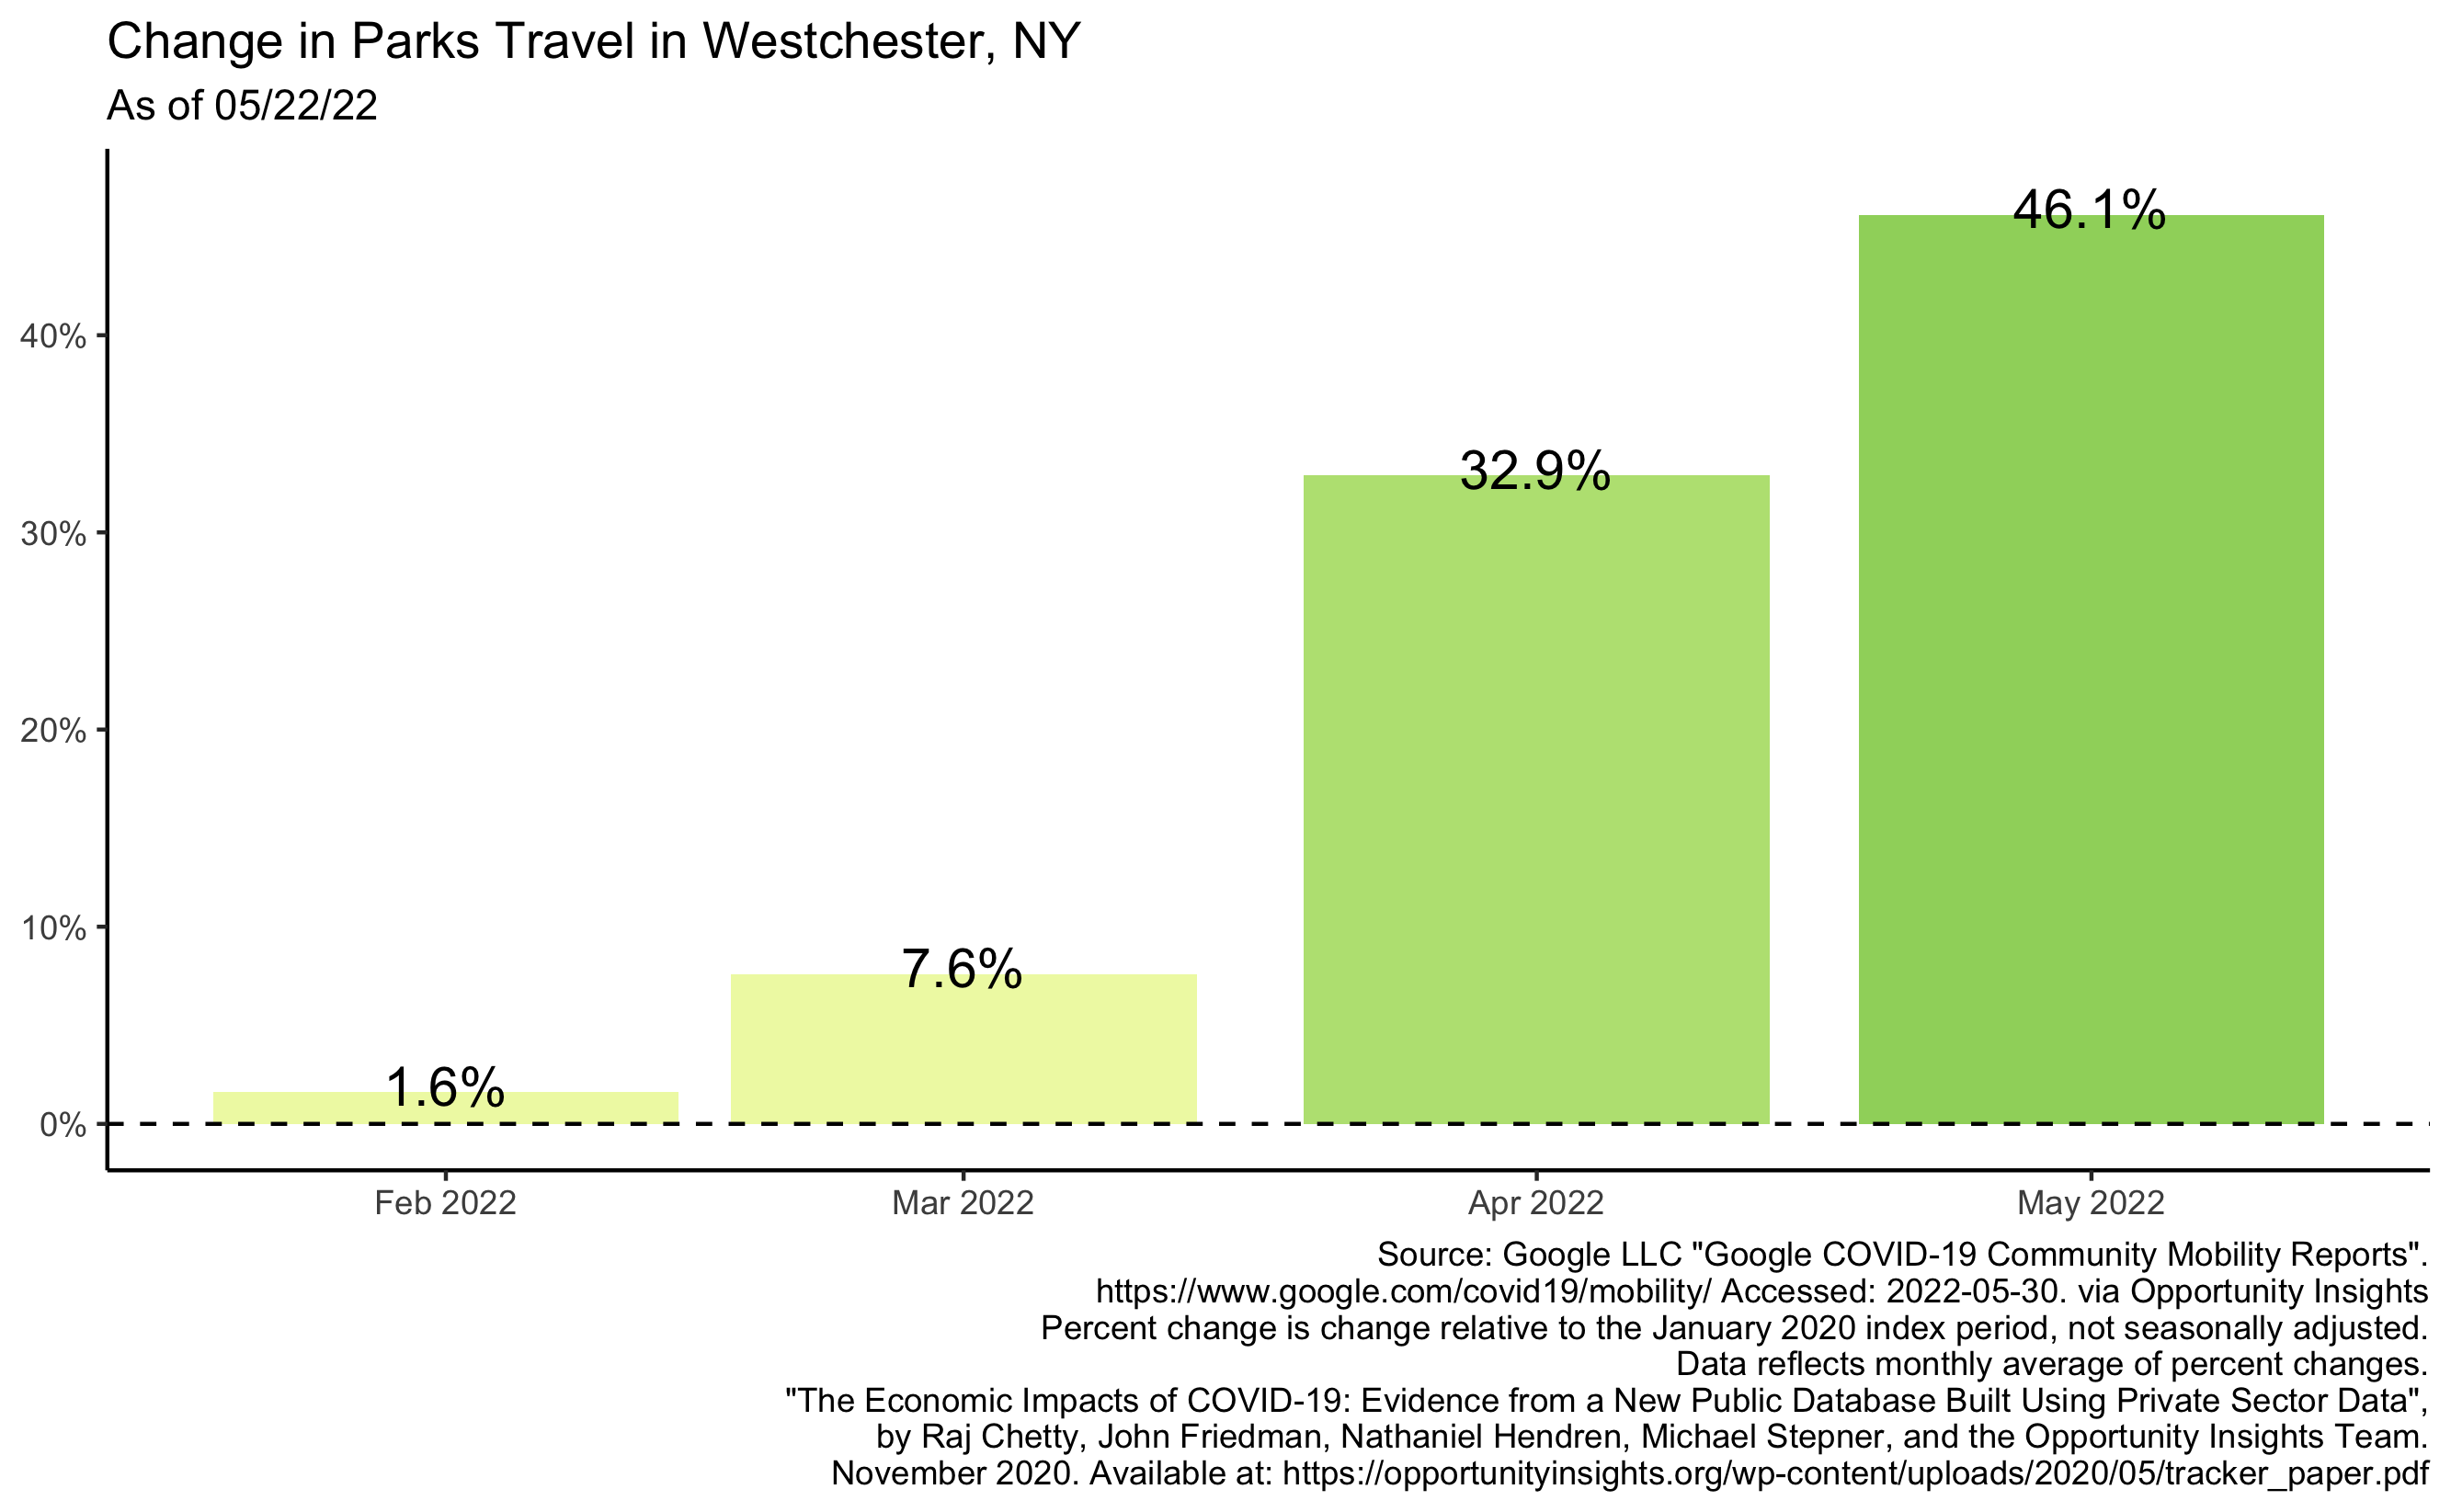 Change in Parks Travel in Westchester, NY
As of 05/22/22
46.1%
40%
32.9%
30%
20%
10%
7.6%
1.6%
0%
Feb 2022
Mar 2022
Apr 2022
May 2022
Source: Google LLC "Google COVID-19 Community Mobility Reports".
https://www.google.com/covid19/mobility/ Accessed: 2022-05-30. via Opportunity Insights
Percent change is change relative to the January 2020 index period, not seasonally adjusted.
Data reflects monthly average of percent changes.
"The Economic Impacts of COVID-19: Evidence from a New Public Database Built Using Private Sector Data",
by Raj Chetty, John Friedman, Nathaniel Hendren, Michael Stepner, and the Opportunity Insights Team.
November 2020. Available at: https://opportunityinsights.org/wp-content/uploads/2020/05/tracker_paper.pdf